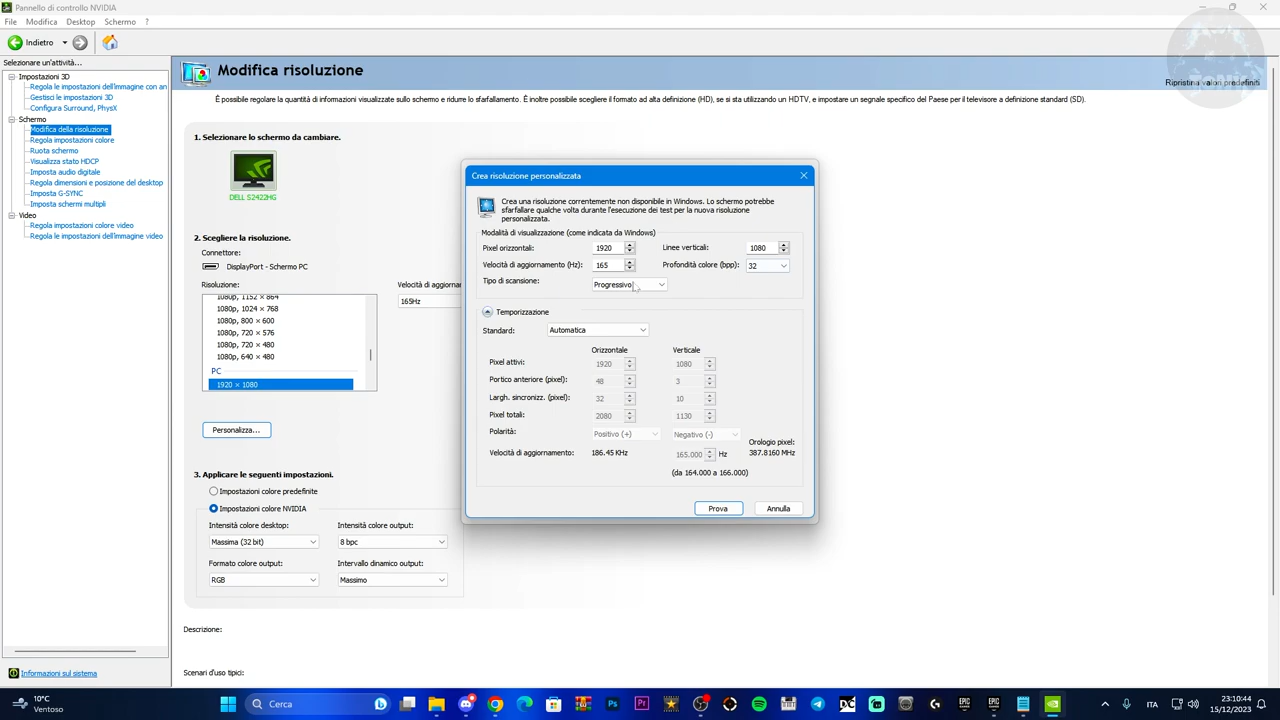 Pannello di controllo NVIDIA
File Modifica Desktop Schermo ?
Indietro
Selezionare un'attività...
Impostazioni 3D
Regola le impostazioni dell'immagine con an
Gestisci le impostazioni 3D
Configura Surround, PhysX
Schermo
Modifica della risoluzione
Regola impostazioni colore
Ruota schermo
Visualizza stato HDCP
Imposta audio digitale
Regola dimensioni e posizione del desktop
Imposta G-SYNC
Imposta schermi multipli
Video
Regola impostazioni colore video
Regola le impostazioni dell'immagine video
Informazioni sul sistema
Modifica risoluzione
Ripristina valori predefiniti
È possibile regolare la quantità di informazioni visualizzata sullo schermo e ridurre lo sfarfallamento. È inoltre possibile scegliere il formato ad alta definizione (HD), se si sta utilizzando un HDTV, e impostare un segnale specifico del Paese per il televisore a definizione standard (SD).
1. Selezionare lo schermo da cambiare.
DELL S2422HG
2. Scegliere la risoluzione.
Connettore:
DisplayPort - Schermo PC
Risoluzione:
Velocità di aggiornam
165Hz
1080p, 1152 × 864
1080p, 1024 × 768
1080p, 800 × 600
1080p, 720 × 576
1080p, 720 × 480
1080p, 640 × 480
PC
1920 × 1080
Personalizza...
3. Applicare le seguenti impostazioni.
Impostazioni colore predefinite
Impostazioni colore NVIDIA
Intensità colore desktop: Intensità colore output:
Massima (32 bit) 8 bpc
Formato colore output: Intervallo dinamico output:
RGB Massimo
Descrizione:
Scenari d'uso tipici:
Crea risoluzione personalizzata
Crea una risoluzione correntemente non disponibile in Windows. Lo schermo potrebbe
sfarfallare qualche volta durante l'esecuzione dei test per la nuova risoluzione
personalizzata.
Modalità di visualizzazione (come indicata da Windows)
Pixel orizzontali: 1920 Linee verticali: 1080
Velocità di aggiornamento (Hz): 165 Profondità colore (bpp): 32
Tipo di scansione: Progressivo
Temporizzazione
Standard: Automatica
Orizzontale Verticale
Pixel attivi: 1920 1080
Portico anteriore (pixel): 48 3
Largh. sincronizz. (pixel): 32 10
Pixel totali: 2080 1130
Polarità: Positivo (+) Negativo (-)
Orologio pixel:
Velocità di aggiornamento: 186.45 KHz 165.000 Hz 387.8160 MHz
(da 164.000 a 166.000)
Prova Annulla
10°C
Ventoso
Cerca
ITA
23:10:44
15/12/2023